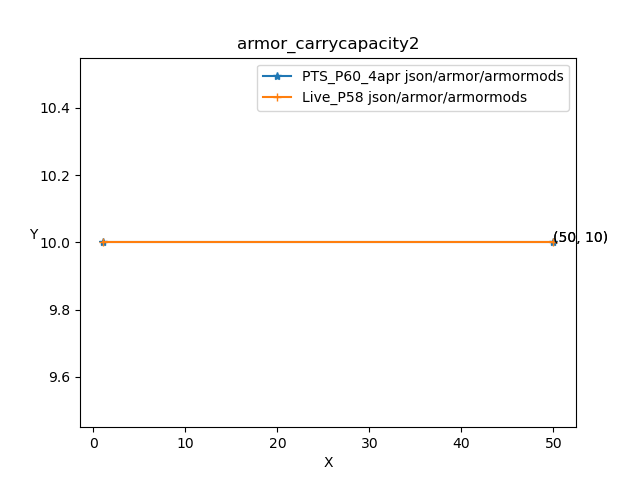 armor_carrycapacity2
PTS_P60_4apr json/armor/armormods
Live_P58 json/armor/armormods
10.4
10.2
10.0
9.8
9.6
Y
(50, 10)
0 10 20 30 40 50
X